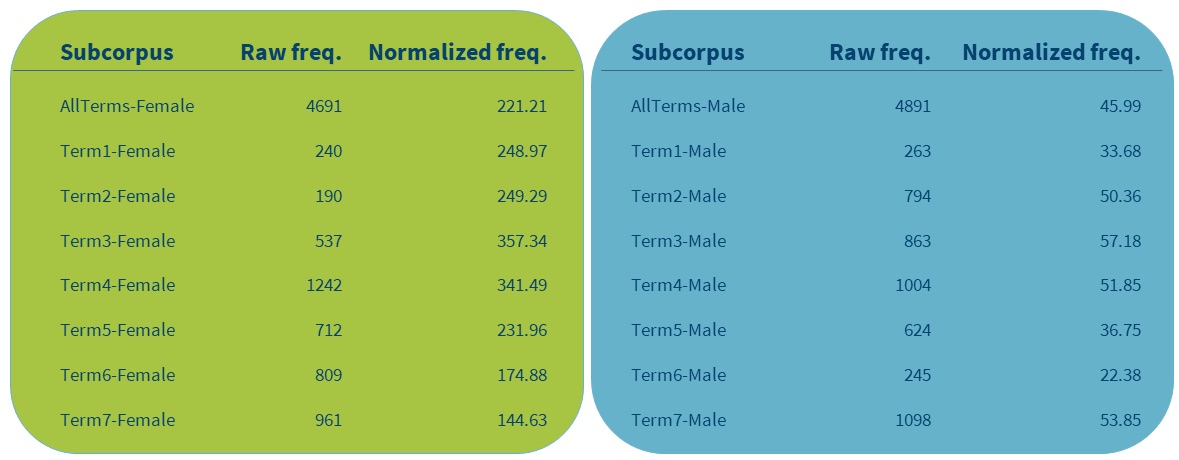 Subcorpus Raw freq. Normalized freq.
AllTerms-Female 4691 221.21
Term1-Female 240 248.97
Term2-Female 190 249.29
Term3-Female 537 357.34
Term4-Female 1242 341.49
Term5-Female 712 231.96
Term6-Female 809 174.88
Term7-Female 961 144.63
Subcorpus Raw freq. Normalized freq.
AllTerms-Male 4891 45.99
Term1-Male 263 33.68
Term2-Male 794 50.36
Term3-Male 863 57.18
Term4-Male 1004 51.85
Term5-Male 624 36.75
Term6-Male 245 22.38
Term7-Male 1098 53.85